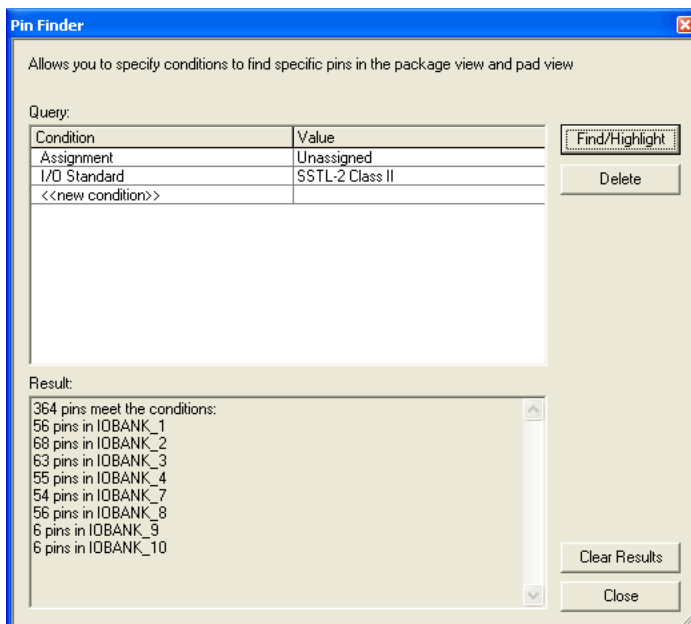 Pin Finder
Allows you to specify conditions to find specific pins in the package view and pad view
Query:
Condition Value
Assignment Unassigned
I/O Standard SSTL-2 Class II
<<new condition>>
Find/Highlight
Delete
Result:
364 pins meet the conditions:
56 pins in IOBANK_1
68 pins in IOBANK_2
63 pins in IOBANK_3
55 pins in IOBANK_4
54 pins in IOBANK_7
56 pins in IOBANK_8
6 pins in IOBANK_9
6 pins in IOBANK_10
Clear Results
Close